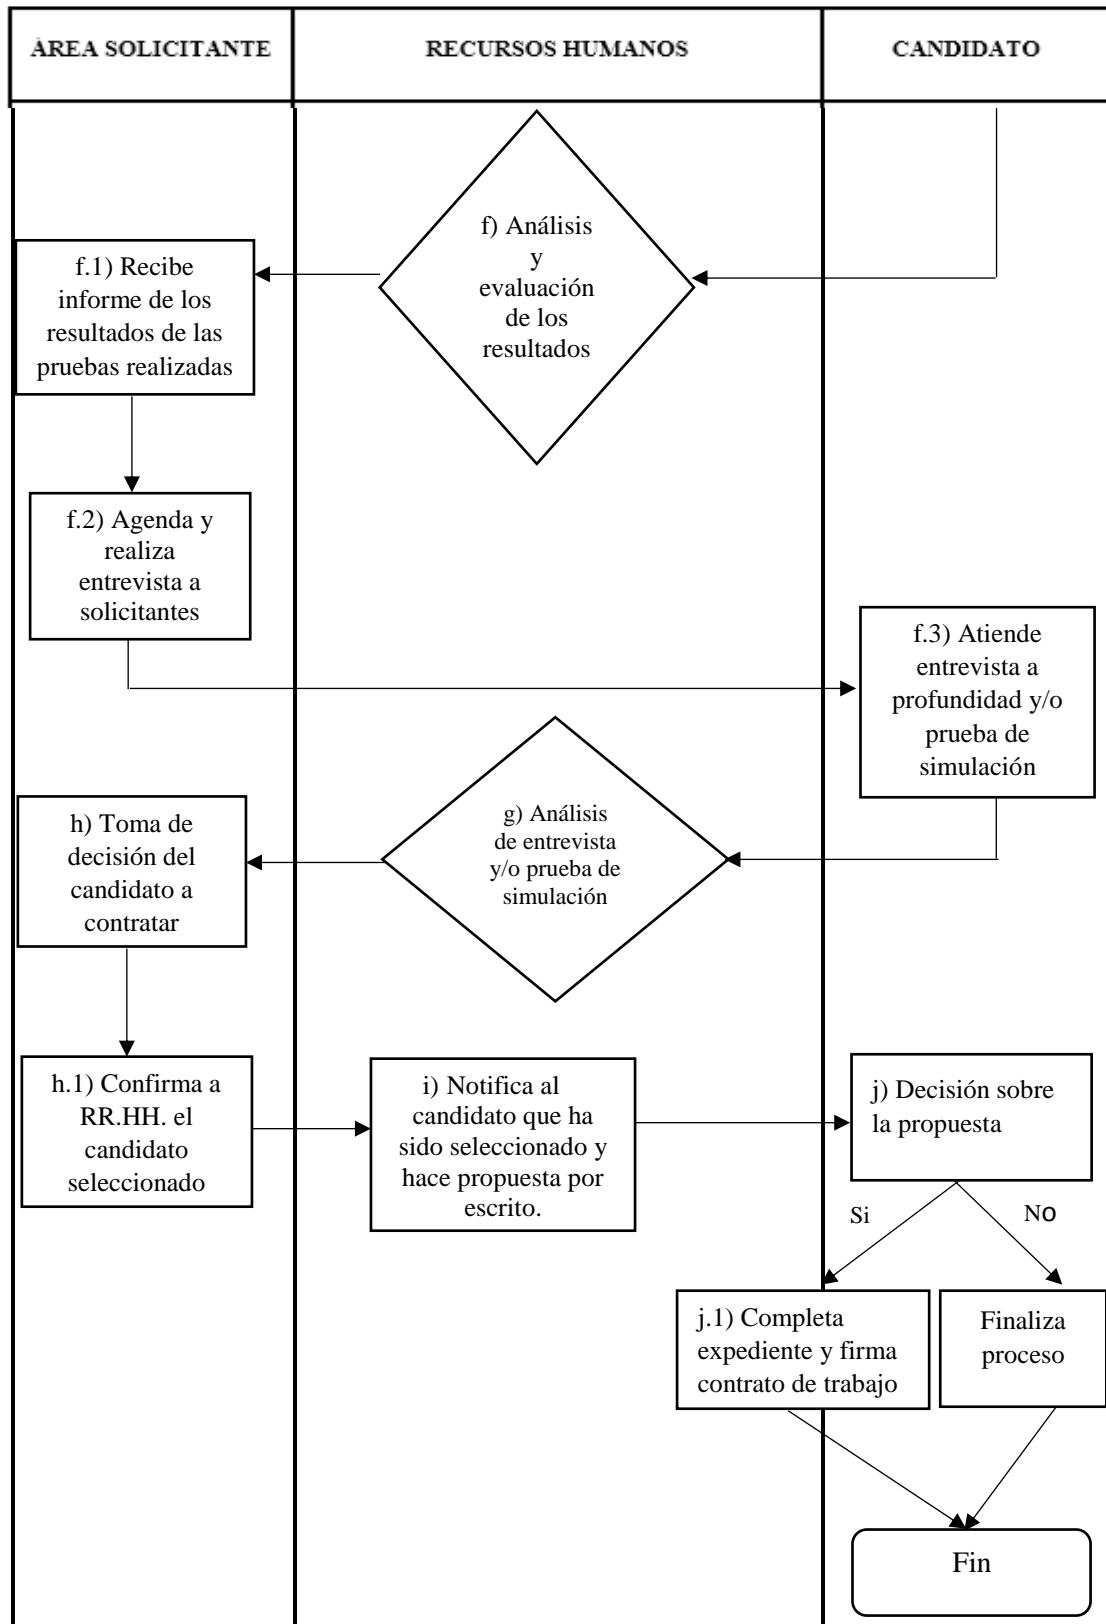 ÁREA SOLICITANTE
RECURSOS HUMANOS
CANDIDATO
f) Análisis
y
evaluación
de los
resultados
f.1) Recibe
informe de los
resultados de las
pruebas realizadas
f.2) Agenda y
realiza
entrevista a
solicitantes
f.3) Atiende
entrevista a
profundidad y/o
prueba de
simulación
g) Análisis
de entrevista
y/o prueba de
simulación
h) Toma de
decisión del
candidato a
contratar
h.1) Confirma a
RR.HH. el
candidato
seleccionado
i) Notifica al
candidato que ha
sido seleccionado y
hace propuesta por
escrito.
j) Decisión sobre
la propuesta
Si
No
j.1) Completa
expediente y firma
contrato de trabajo
Finaliza
proceso
Fin